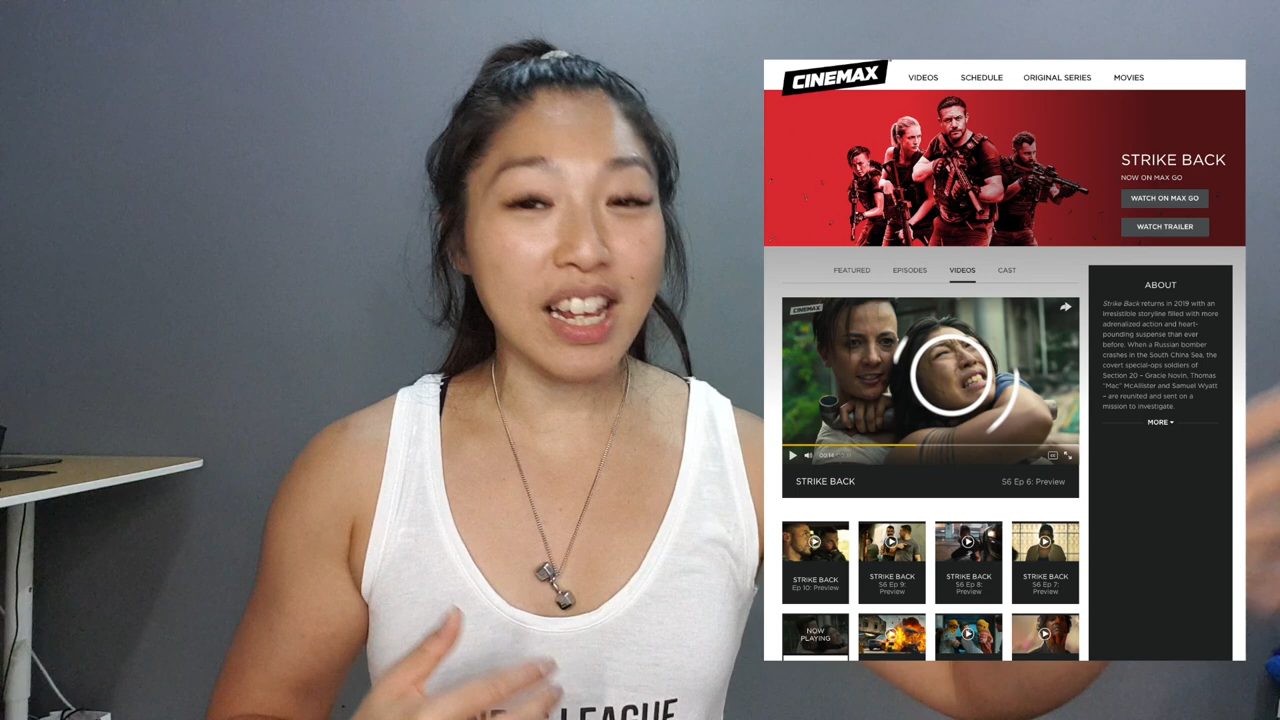 CINEMAX
VIDEOS SCHEDULE ORIGINAL SERIES MOVIES
STRIKE BACK
NOW ON MAX GO
WATCH ON MAX GO
WATCH TRAILER
FEATURED EPISODES VIDEOS CAST
CINEMAX
ABOUT
Strike Back returns in 2019 with an
irresistible storyline filled with more
adrenalized action and heart-
pounding suspense than ever
before. When a Russian bomber
crashes in the South China Sea, the
covert special-ops soldiers of
Section 20 – Gracie Novin, Thomas
"Mac" McAllister and Samuel Wyatt
– are reunited and sent on a
mission to investigate.
MORE
00:14
CC
STRIKE BACK S6 Ep 6: Preview
STRIKE BACK
Ep 10: Preview
STRIKE BACK
S6 Ep 9:
Preview
STRIKE BACK
S6 Ep 8:
Preview
STRIKE BACK
S6 Ep 7:
Preview
NOW
PLAYING
LEAGUE